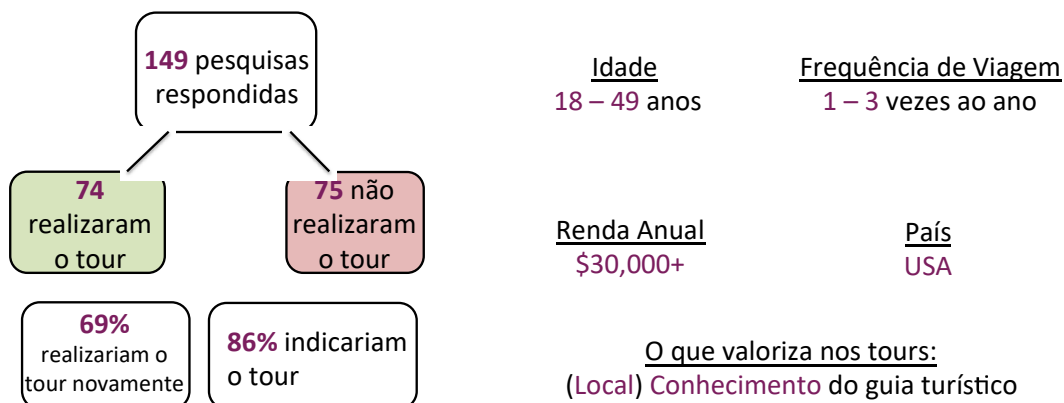 149 pesquisas
respondidas
74
realizaram
o tour
75 não
realizaram
o tour
69%
realizariam o
tour novamente
86% indicariam
o tour
Idade
18 – 49 anos
Frequência de Viagem
1 – 3 vezes ao ano
Renda Anual
$30,000+
País
USA
O que valoriza nos tours:
(Local) Conhecimento do guia turístico